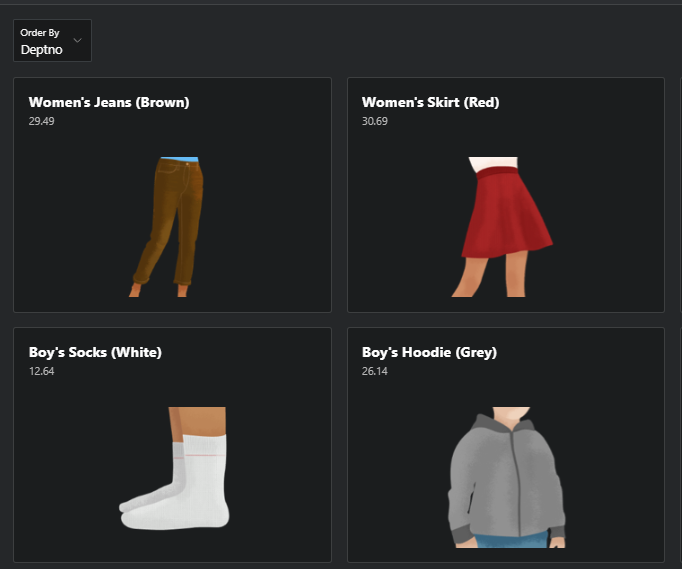 Order By
Deptno
Women's Jeans (Brown)
29.49
Women's Skirt (Red)
30.69
Boy's Socks (White)
12.64
Boy's Hoodie (Grey)
26.14